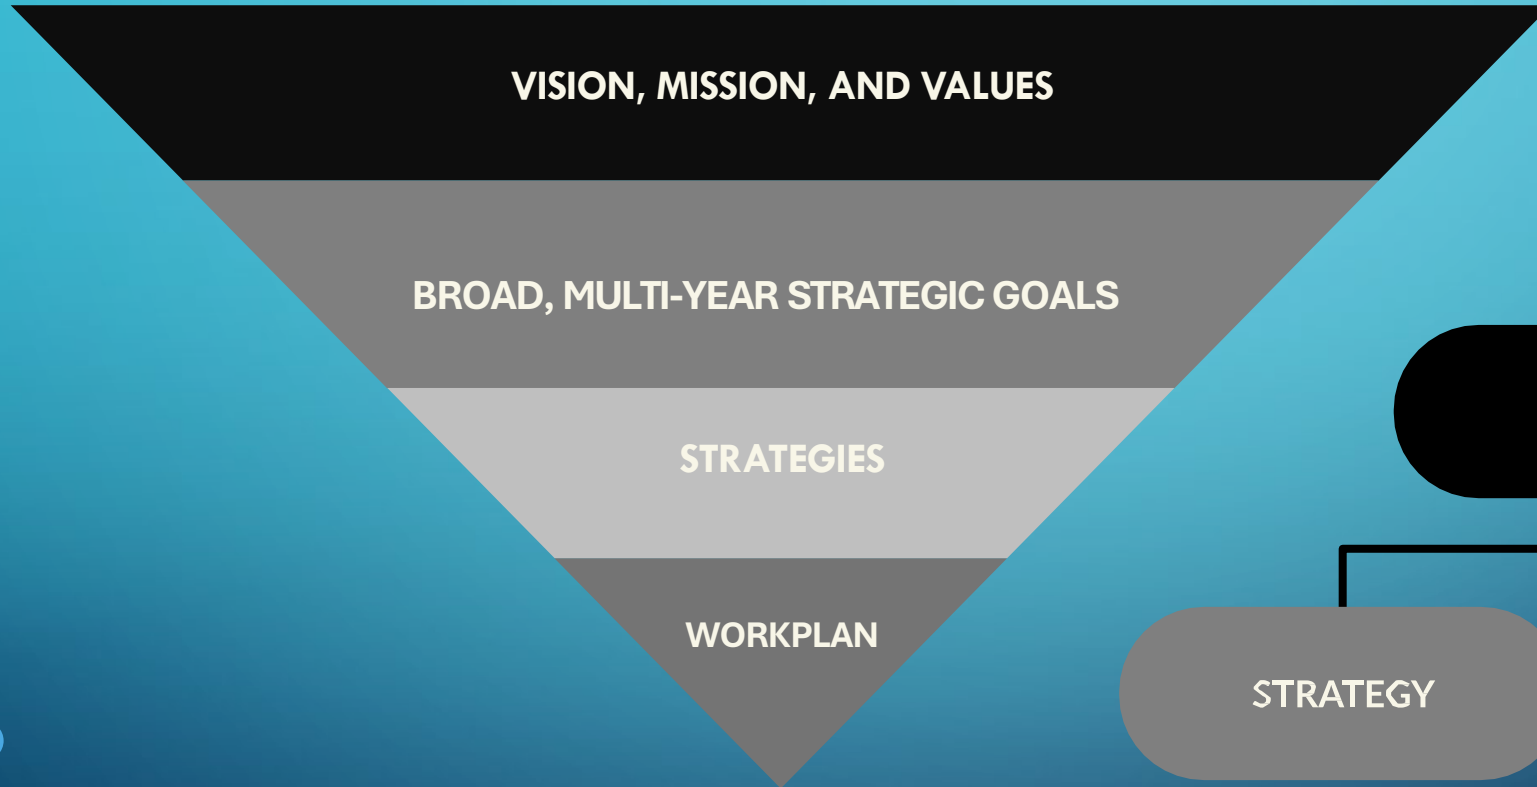 VISION, MISSION, AND VALUES
BROAD, MULTI-YEAR STRATEGIC GOALS
STRATEGIES
WORKPLAN
STRATEGY